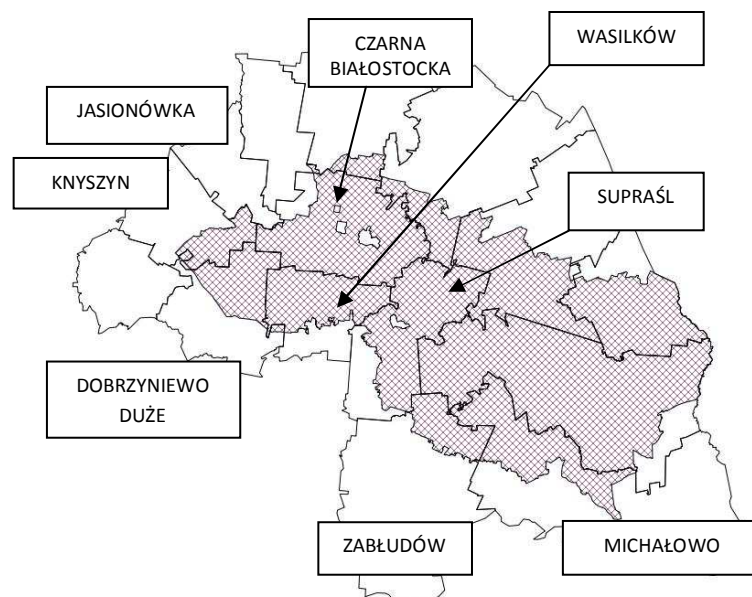 CZARNA
BIAŁOSTOCKA
WASILKÓW
JASIONÓWKA
KNYSZYN
SUPRAŚL
DOBRZYNIEWO
DUŻE
ZABŁUDÓW
MICHAŁOWO